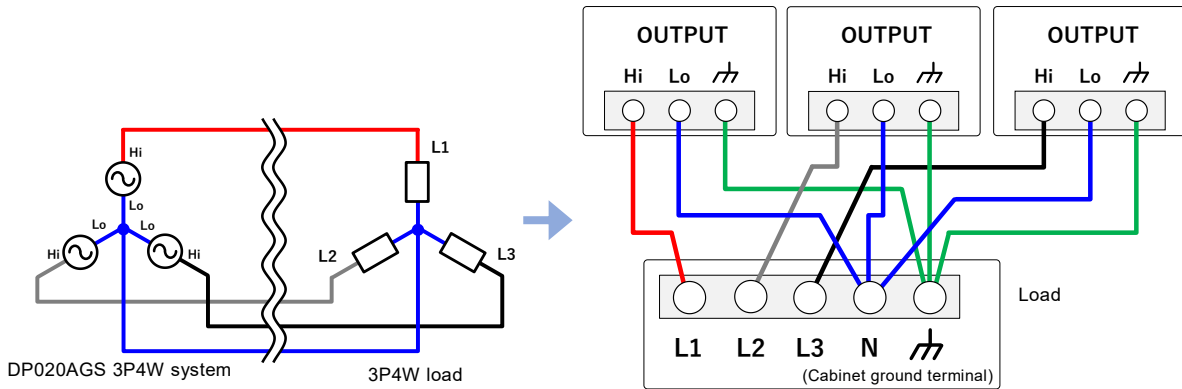 Hi
Lo
Lo
Lo
Hi
Hi
L1
L2
L3
DP020AGS 3P4W system
3P4W load
OUTPUT
Hi Lo
OUTPUT
Hi Lo
OUTPUT
Hi Lo
Load
L1 L2 L3 N
(Cabinet ground terminal)